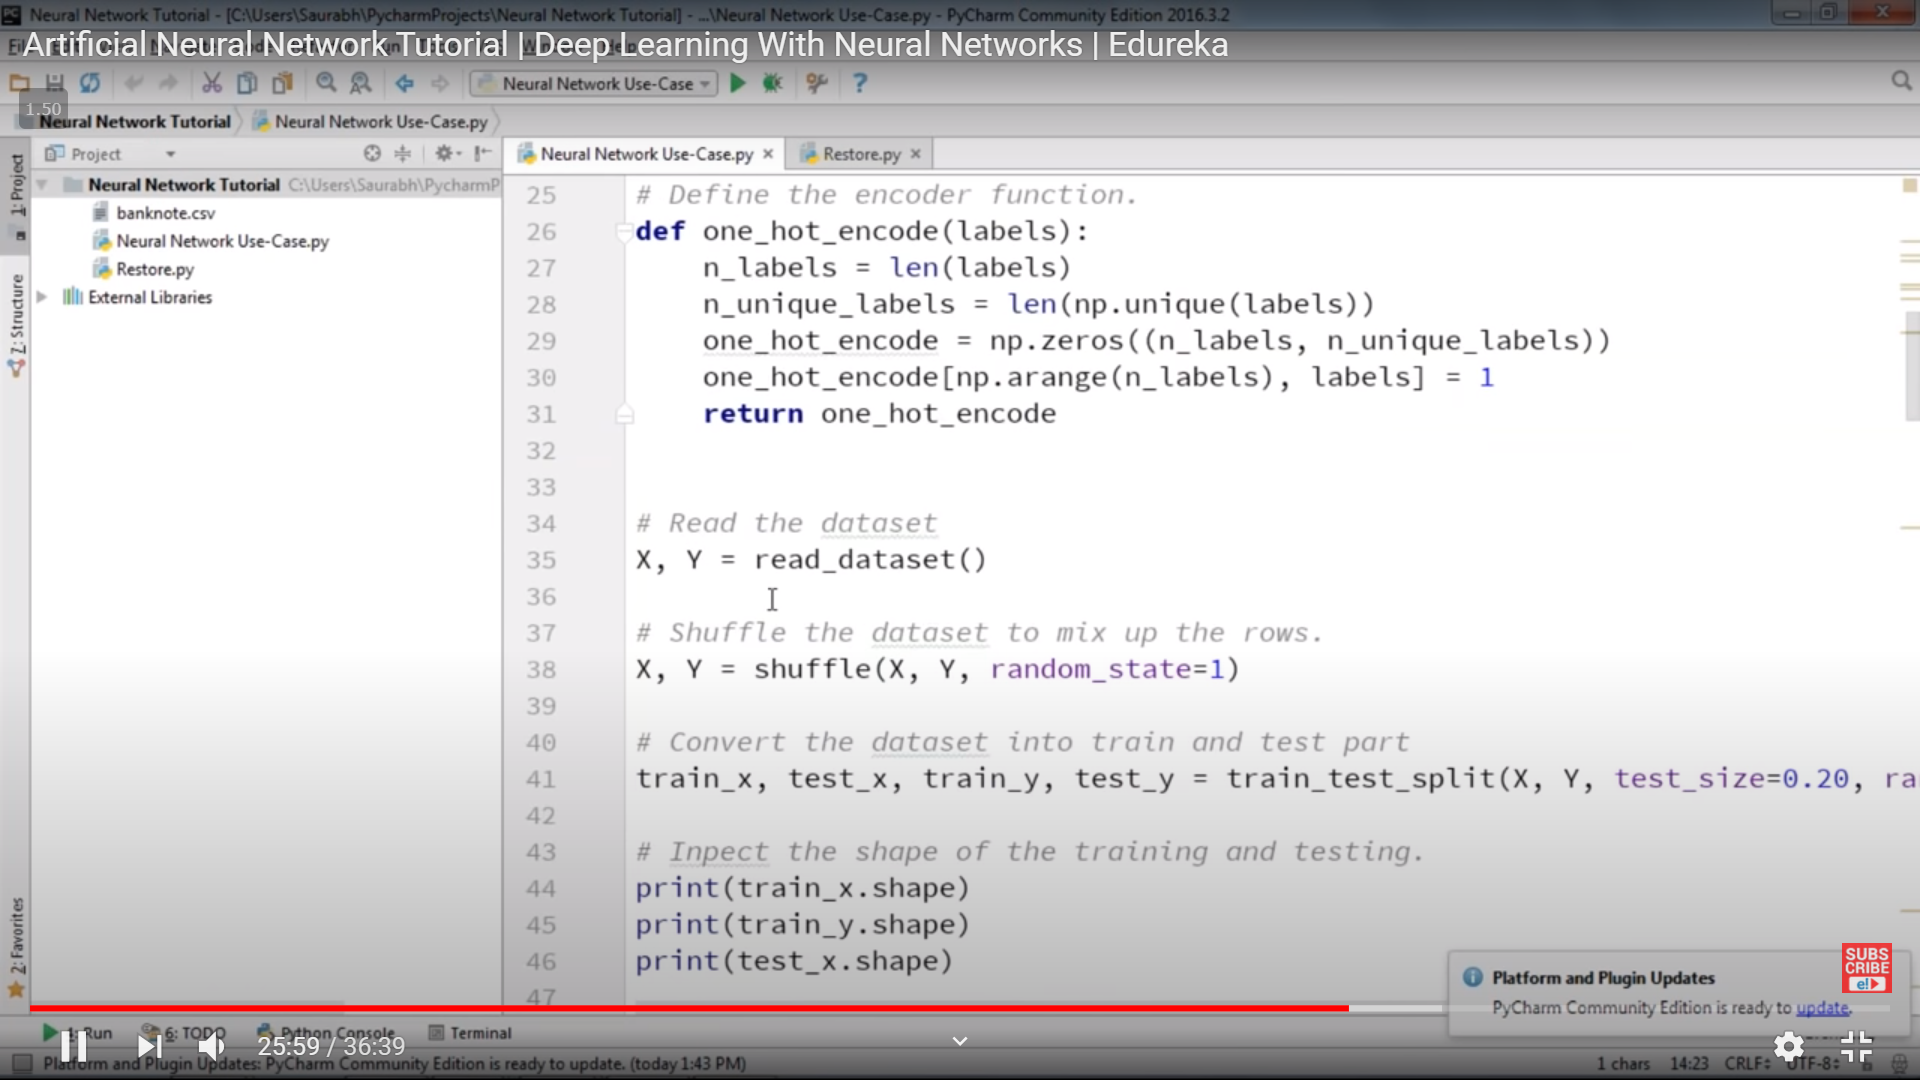 Neural Network Tutorial - [C:\Users\Saurabh\PycharmProjects\Neural Network Tutorial] - ...\Neural Network Use-Case.py - PyCharm Community Edition 2016.3.2
Artificial Neural Network Tutorial | Deep Learning With Neural Networks | Edureka
Neural Network Use-Case
1.50
Neural Network Tutorial
Neural Network Use-Case.py
1: Project
Z: Structure
2: Favorites
Project
Neural Network Tutorial C:\Users\Saurabh\PycharmP
banknote.csv
Neural Network Use-Case.py
Restore.py
External Libraries
Neural Network Use-Case.py
Restore.py
25 # Define the encoder function.
26 def one_hot_encode(labels):
27 n_labels = len(labels)
28 n_unique_labels = len(np.unique(labels))
29 one_hot_encode = np.zeros((n_labels, n_unique_labels))
30 one_hot_encode[np.arange(n_labels), labels] = 1
31 return one_hot_encode
32
33
34 # Read the dataset
35 X, Y = read_dataset()
36
37 # Shuffle the dataset to mix up the rows.
38 X, Y = shuffle(X, Y, random_state=1)
39
40 # Convert the dataset into train and test part
41 train_x, test_x, train_y, test_y = train_test_split(X, Y, test_size=0.20, ra
42
43 # Inpect the shape of the training and testing.
44 print(train_x.shape)
45 print(train_y.shape)
46 print(test_x.shape)
47
Platform and Plugin Updates
PyCharm Community Edition is ready to update.
SUBS
CRIBE
e!
Run
6: TODO
Python Console
Terminal
25:59 / 36:39
Platform and Plugin Updates: PyCharm Community Edition is ready to update. (today 1:43 PM)
1 chars 14:23 CRLF UTF-8